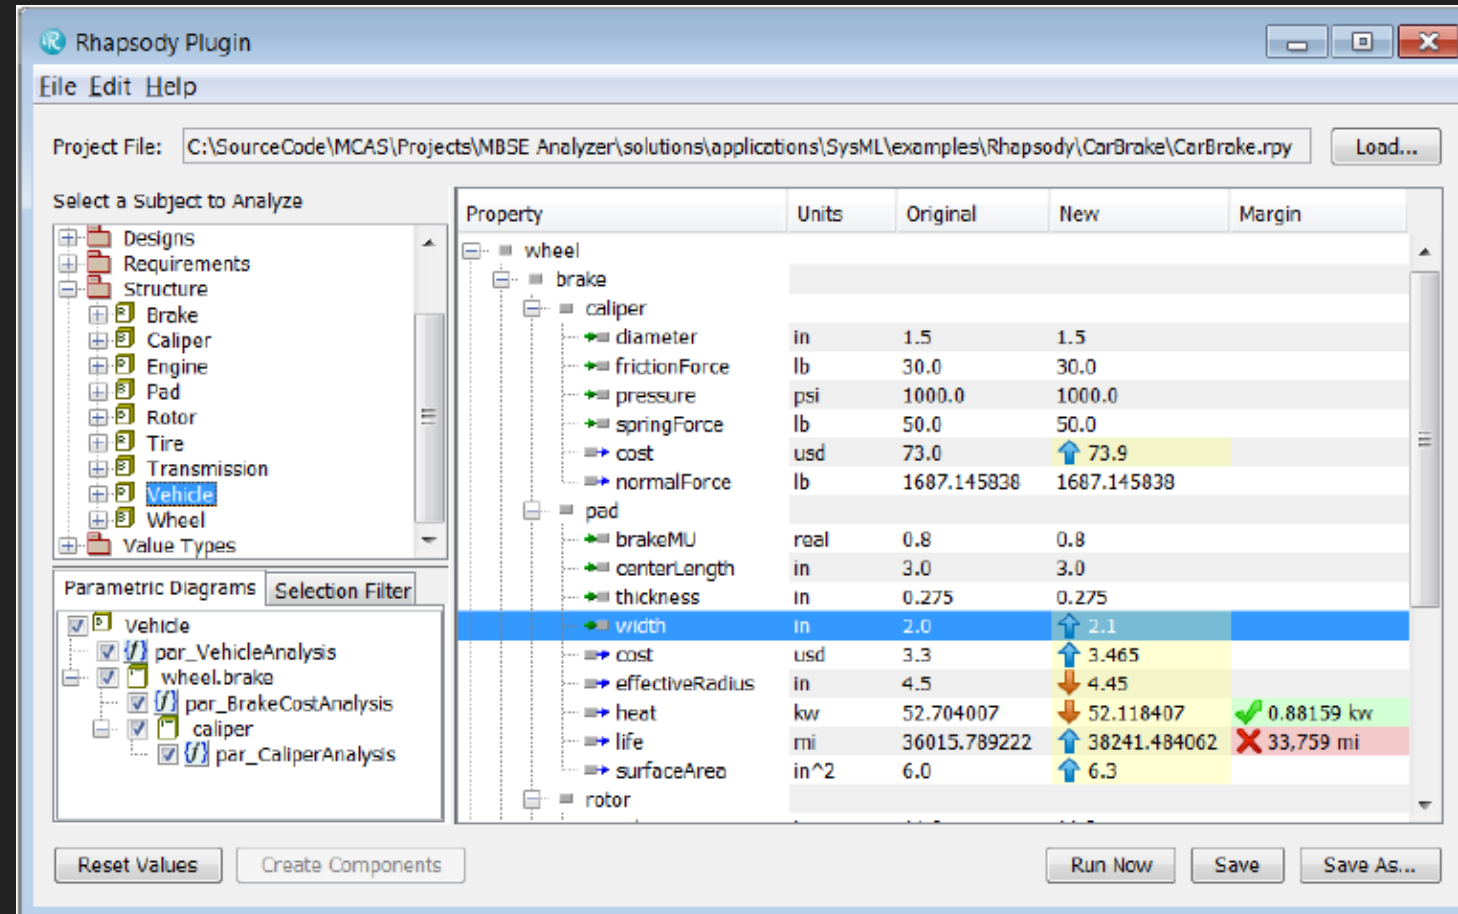 Rhapsody Plugin
File Edit Help
Project File: C:\SourceCode\MCAS\Projects\MBSE Analyzer\solutions\applications\SysML\examples\Rhapsody\CarBrake\CarBrake.rpy Load...
Select a Subject to Analyze
Designs
Requirements
Structure
Brake
Caliper
Engine
Pad
Rotor
Tire
Transmission
Vehicle
Wheel
Value Types
Parametric Diagrams Selection Filter
Vehicle
par_VehicleAnalysis
wheel.brake
par_BrakeCostAnalysis
caliper
par_CaliperAnalysis
Property Units Original New Margin
wheel
brake
caliper
diameter in 1.5 1.5
frictionForce lb 30.0 30.0
pressure psi 1000.0 1000.0
springForce lb 50.0 50.0
cost usd 73.0 73.9
normalForce lb 1687.145838 1687.145838
pad
brakeMU real 0.8 0.8
centerLength in 3.0 3.0
thickness in 0.275 0.275
width in 2.0 2.1
cost usd 3.3 3.465
effectiveRadius in 4.5 4.45
heat kw 52.704007 52.118407 0.88159 kw
life mi 36015.789222 38241.484062 33,759 mi
surfaceArea in^2 6.0 6.3
rotor
Reset Values Create Components Run Now Save Save As...